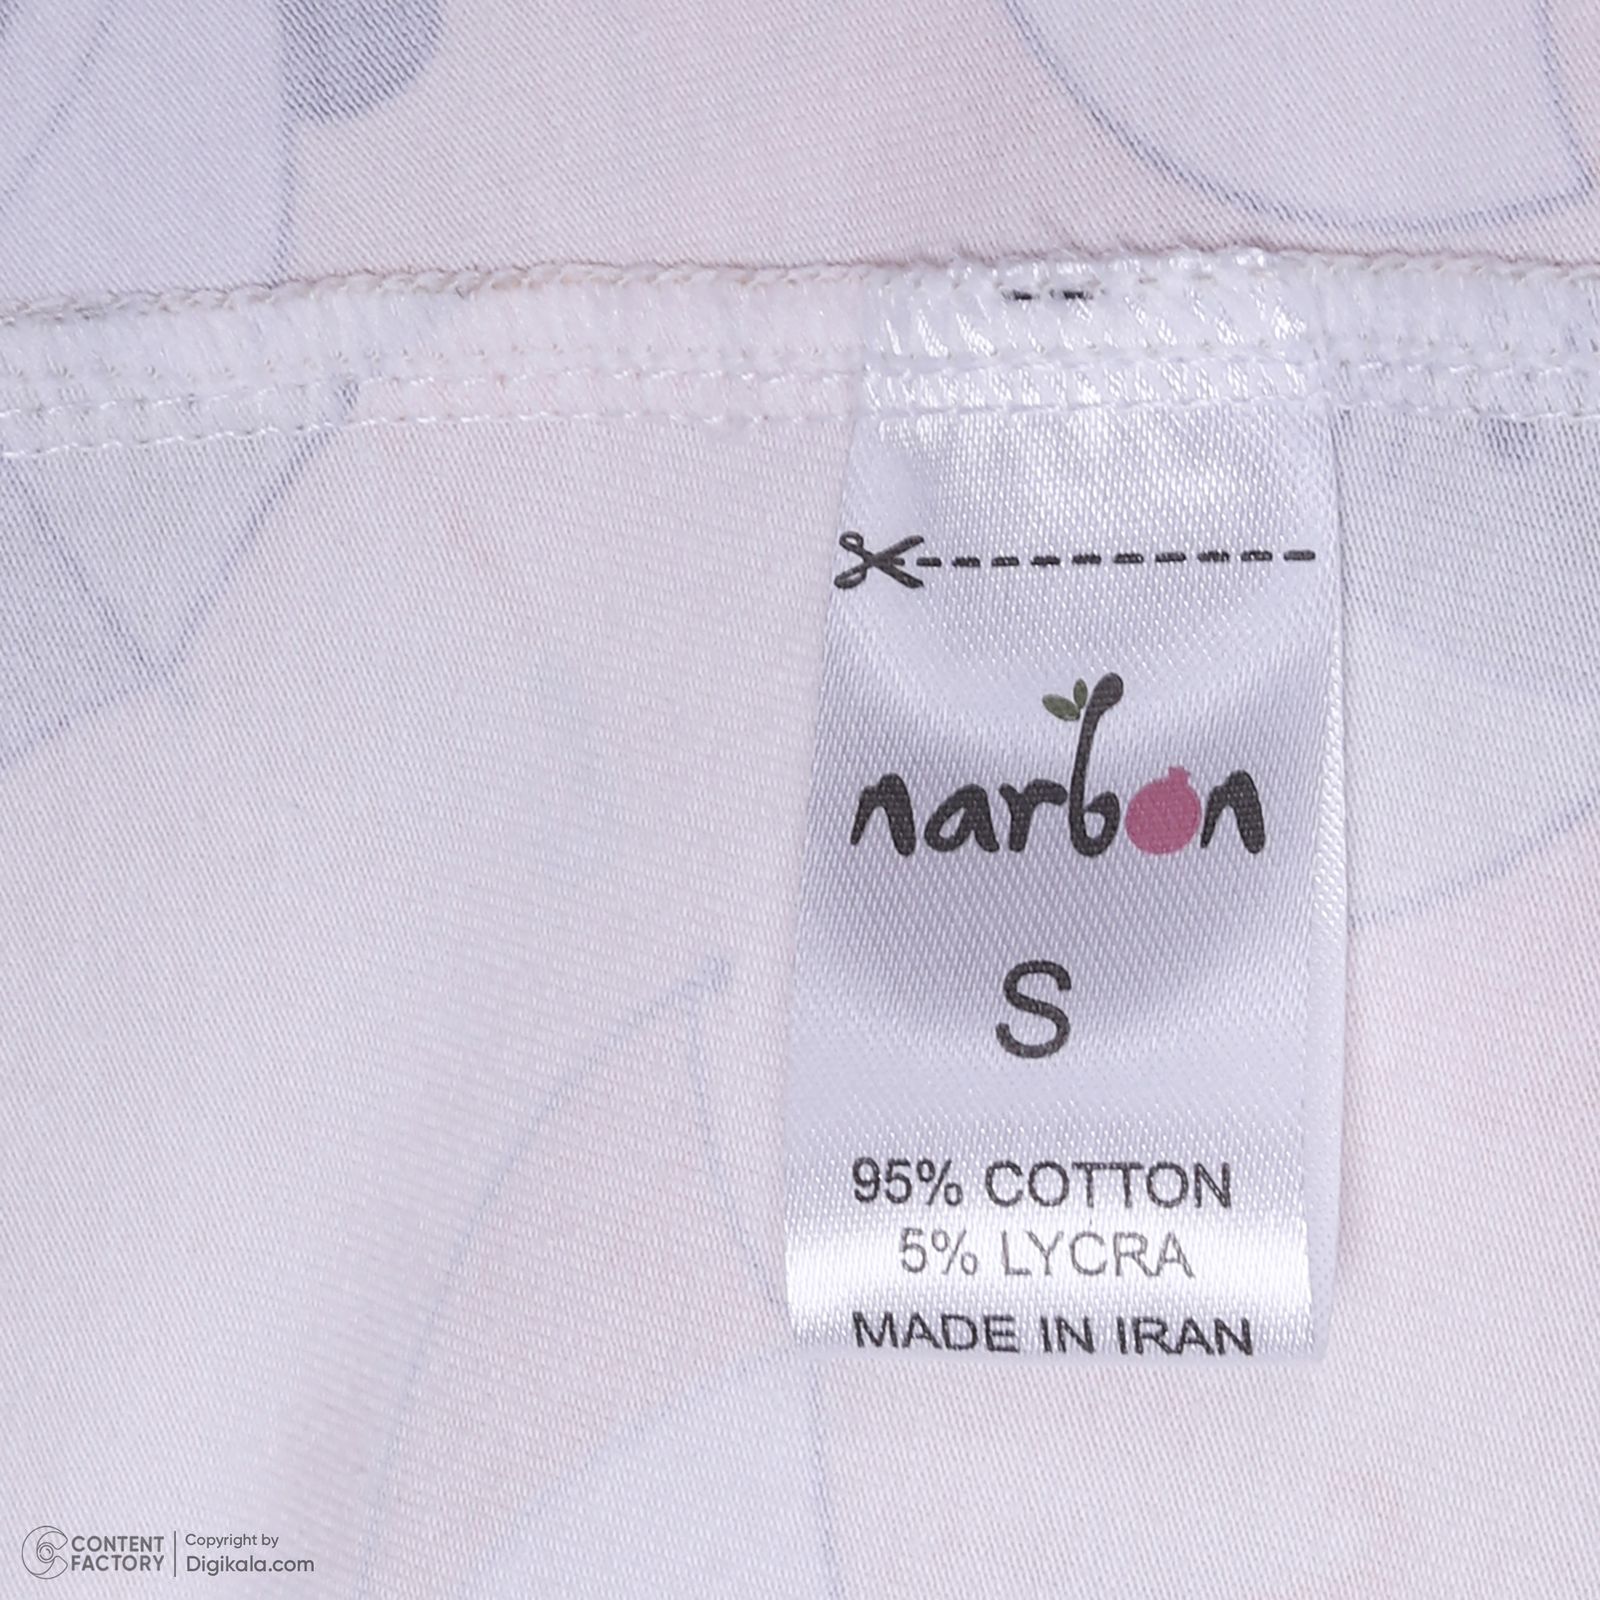 narbon
S
95% COTTON
5% LYCRA
MADE IN IRAN
CONTENT FACTORY
Copyright by
Digikala.com